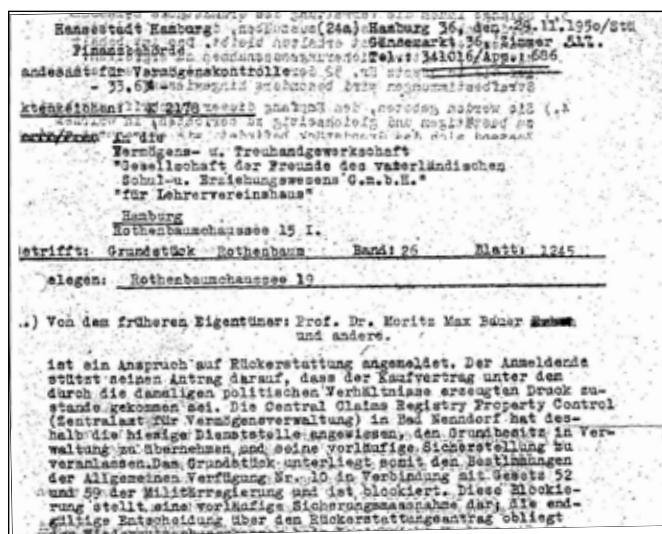 Hansestadt Hamburg (24a) Hamburg 36, den 29.11.1950/Std
Finanzbehörde Gänsemarkt 36, Zimmer 517.
andesamt für Vermögenskontrolle Tel.: 341016/App.: 686
- 33.6
ktenzeichen: K 2178
An die
Vermögens- u. Treuhandgewerkschaft
"Gesellschaft der Freunde des vaterländischen
Schul-u. Erziehungswesens G.m.b.H."
"für Lehrervereinshaus"
Hamburg
Rothenbaumchaussee 15 I.
etrifft: Grundstück Rothenbaum Band: 26 Blatt: 1245
elegen: Rothenbaumchaussee 19
.) Von dem früheren Eigentümer: Prof. Dr. Moritz Max Bauer
und andere.
ist ein Anspruch auf Rückerstattung angemeldet. Der Anmeldende
stützt seinen Antrag darauf, dass der Kaufvertrag unter dem
durch die damaligen politischen Verhältnisse erzeugten Druck zu-
stande gekommen sei. Die Central Claims Registry Property Control
(Zentralamt für Vermögensverwaltung) in Bad Nenndorf hat des-
halb die hiesige Dienststelle angewiesen, den Grundbesitz in Ver-
waltung zu übernehmen und seine vorläufige Sicherstellung zu
veranlassen. Das Grundstück unterliegt somit den Bestimmungen
der Allgemeinen Verfügung Nr. 10 in Verbindung mit Gesetz 52
und 59 der Militärregierung und ist blockiert. Diese Blockie-
rung stellt eine vorläufige Sicherungsmassnahme dar; die end-
gültige Entscheidung über den Rückerstattungsantrag obliegt